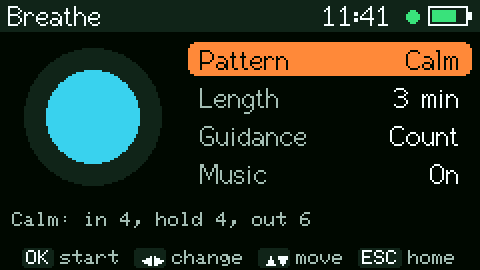 Breathe 11:41
Pattern Calm
Length 3 min
Guidance Count
Music On
Calm: in 4, hold 4, out 6
OK start ◀▶ change ▲▼ move ESC home